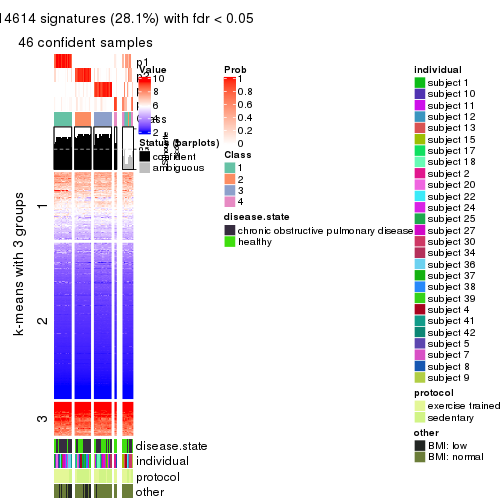 14614 signatures (28.1%) with fdr < 0.05
46 confident samples
p1
p2
Value
10
8
6
4
2
Status (barplots)
confident
ambiguous
k-means with 3 groups
1
2
3
disease.state
individual
protocol
other
Prob
1
0.8
0.6
0.4
0.2
0
Class
1
2
3
4
disease.state
chronic obstructive pulmonary disease
healthy
individual
subject 1
subject 10
subject 11
subject 12
subject 13
subject 15
subject 17
subject 18
subject 2
subject 20
subject 22
subject 24
subject 25
subject 27
subject 30
subject 34
subject 36
subject 37
subject 38
subject 39
subject 4
subject 41
subject 42
subject 5
subject 7
subject 8
subject 9
protocol
exercise trained
sedentary
other
BMI: low
BMI: normal